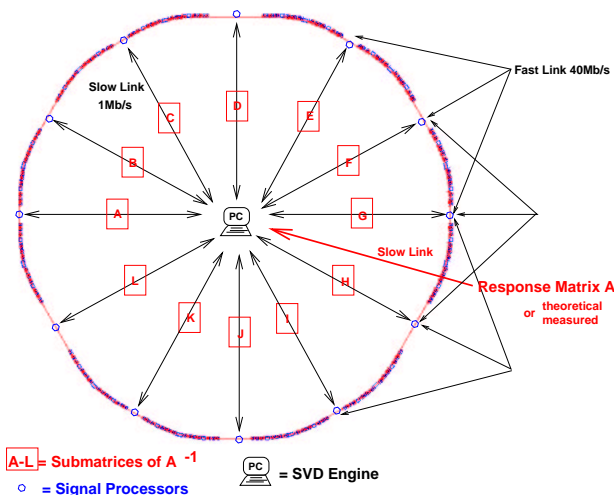 Slow Link
1Mb/s
Fast Link 40Mb/s
A
B
C
D
E
F
G
H
I
J
K
L
PC
Slow Link
Response Matrix A
or theoretical
measured
A-L = Submatrices of A -1
= Signal Processors
PC
= SVD Engine